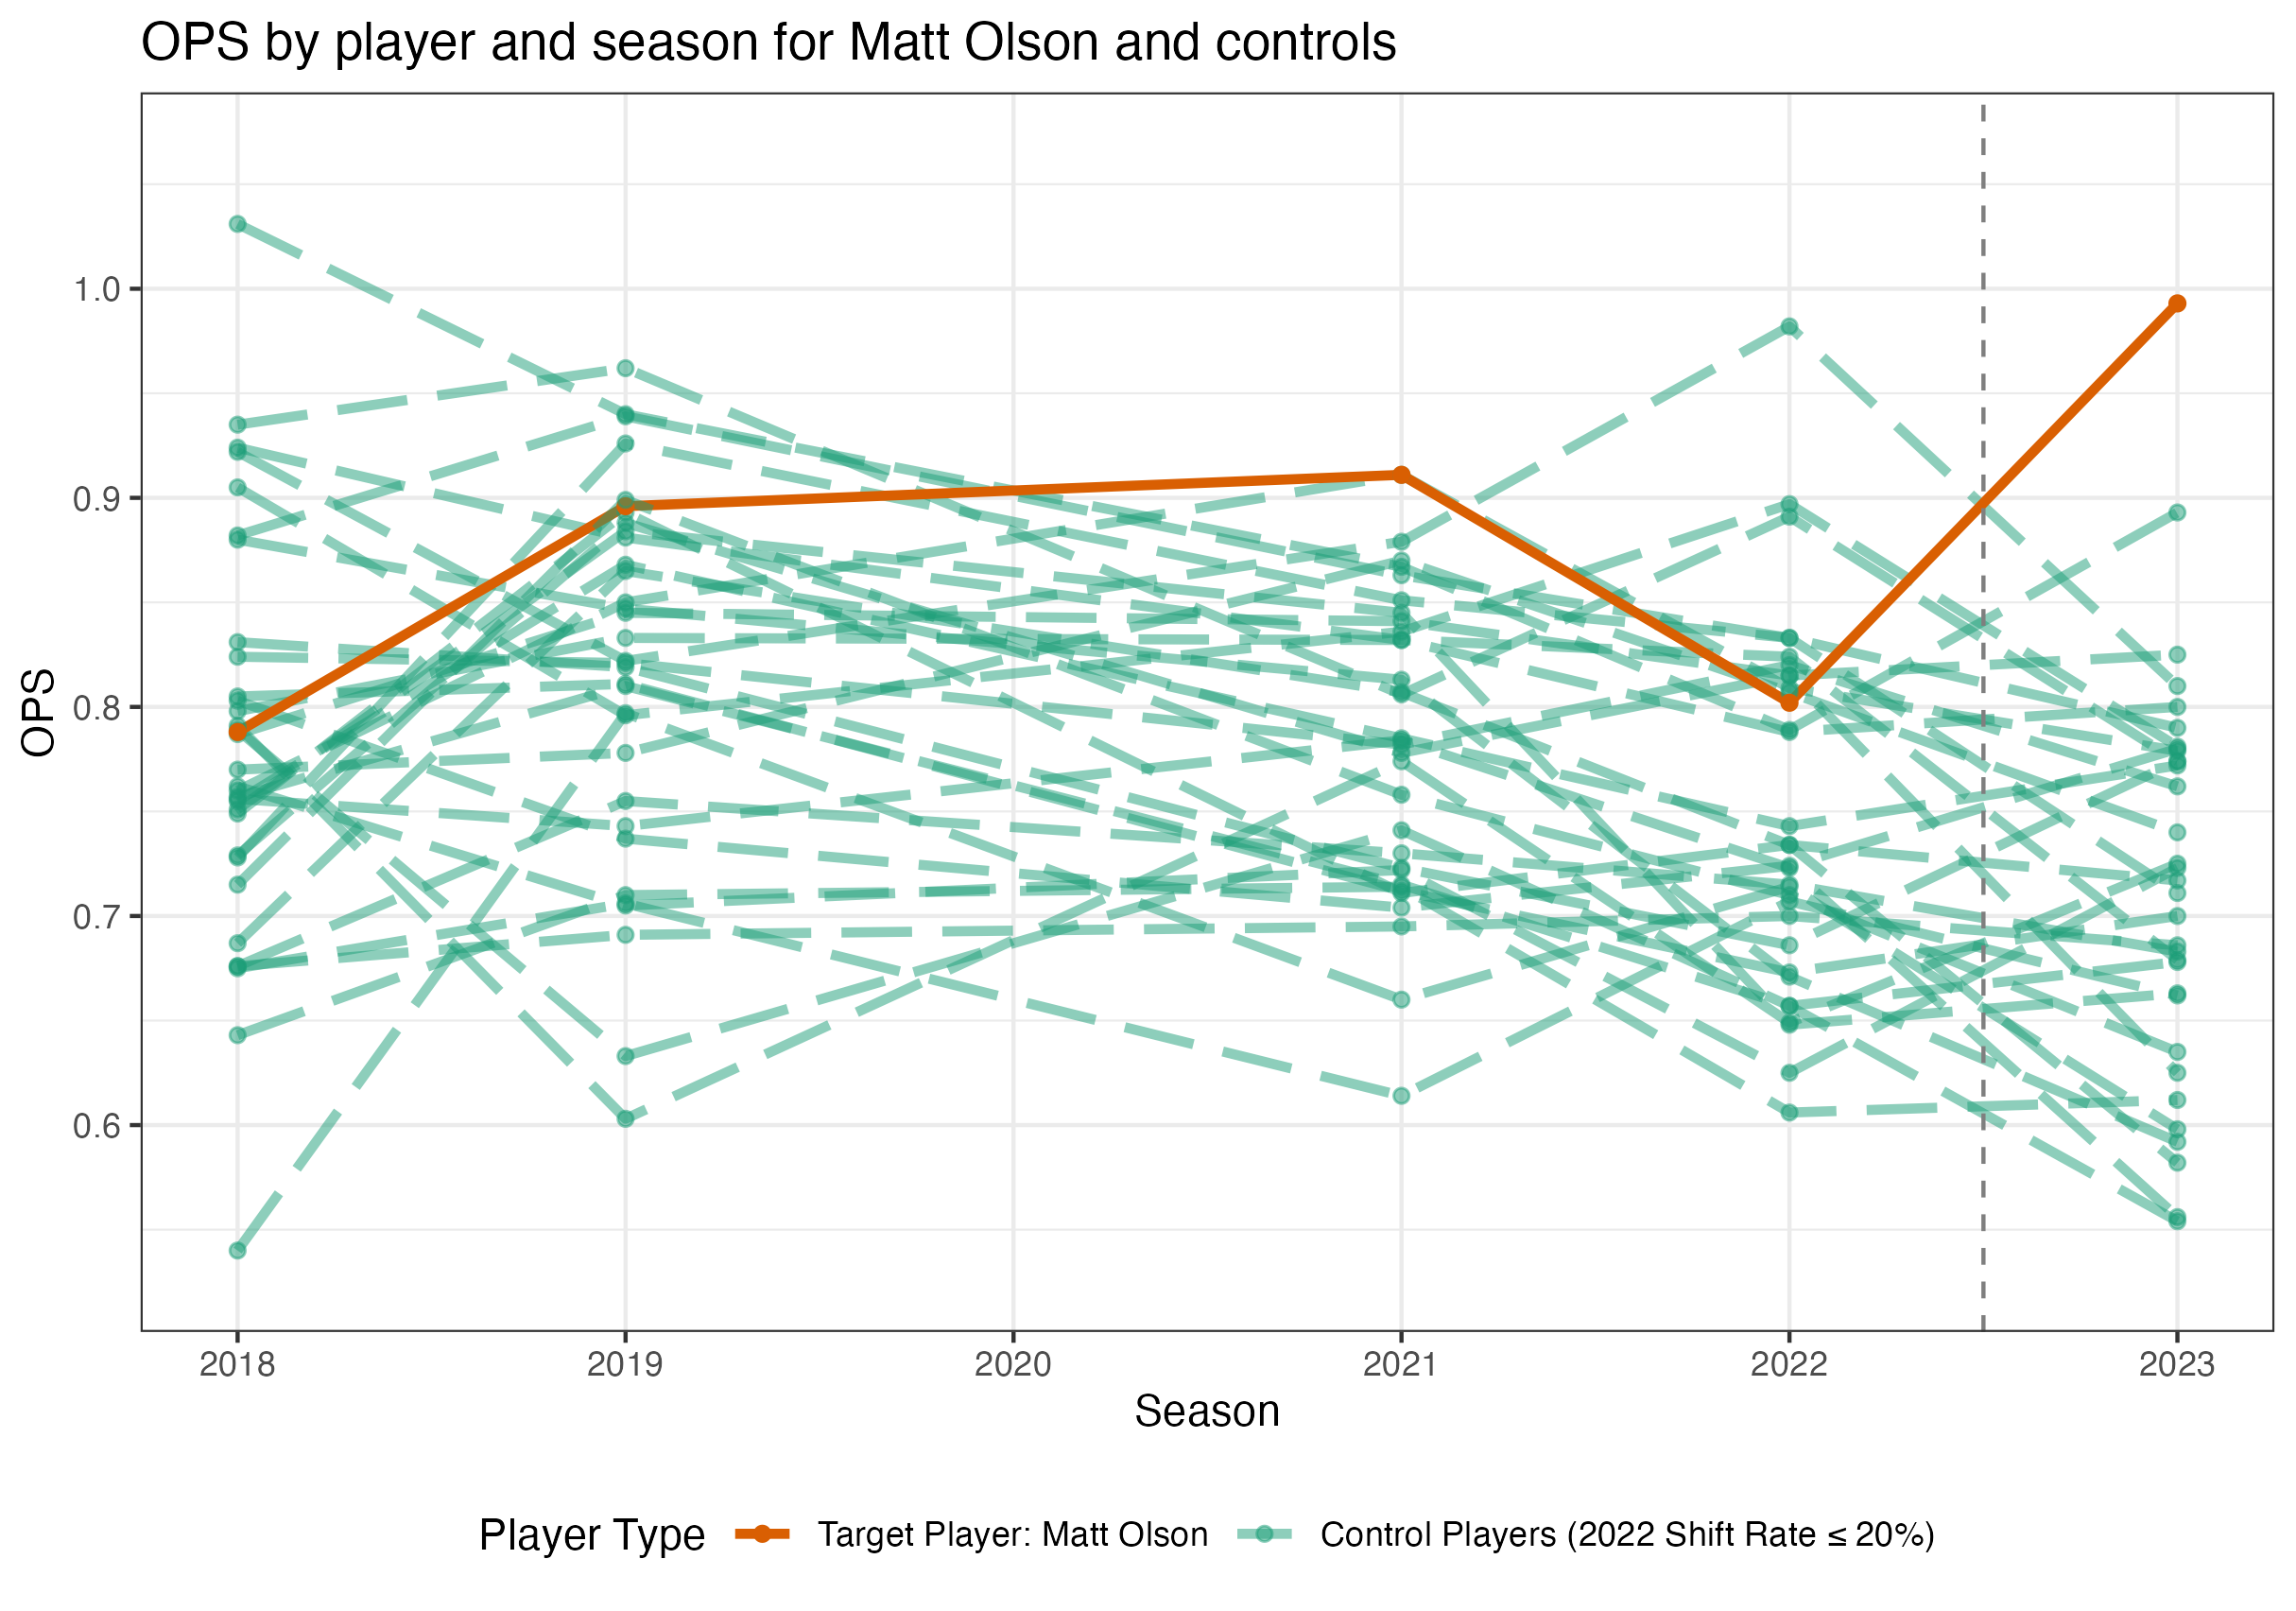 OPS by player and season for Matt Olson and controls
1.0
0.9
0.8
0.7
0.6
OPS
2018 2019 2020 2021 2022 2023
Season
Player Type Target Player: Matt Olson Control Players (2022 Shift Rate ≤ 20%)